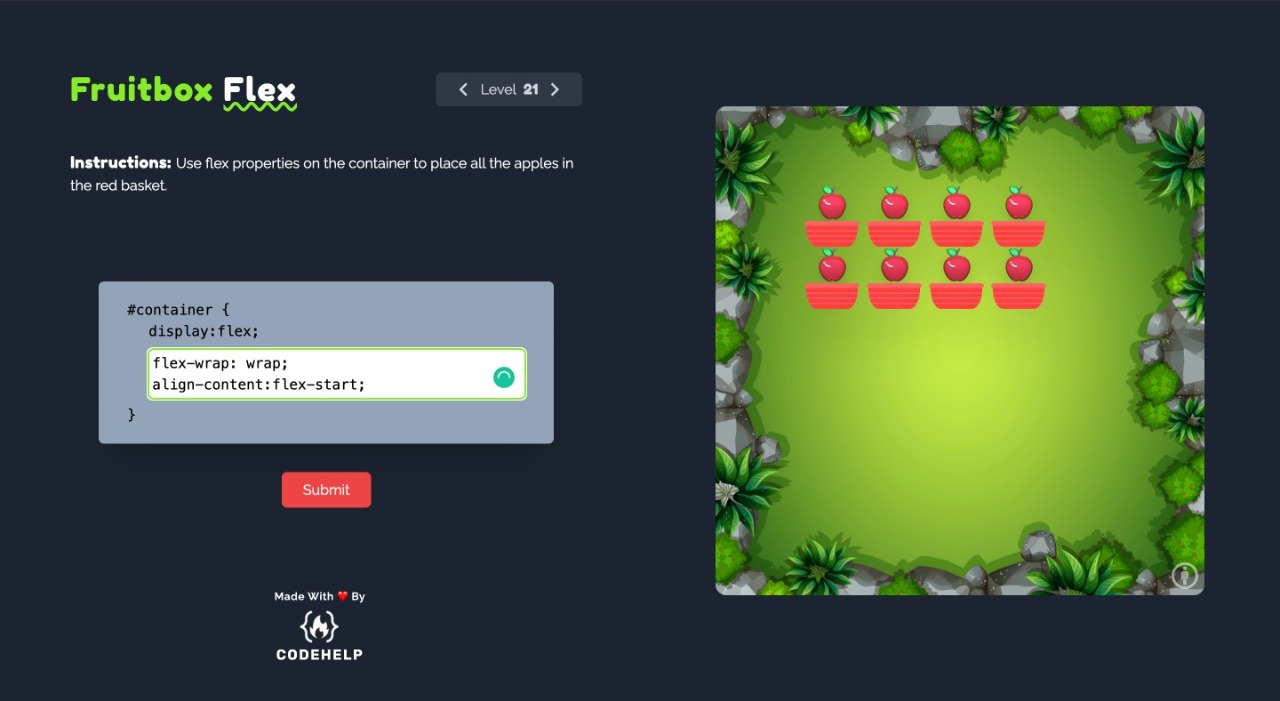 Fruitbox Flex
Level 21
Instructions: Use flex properties on the container to place all the apples in
the red basket.
#container {
display:flex;
flex-wrap: wrap;
align-content:flex-start;
}
Submit
Made With ❤️ By
CODEHELP